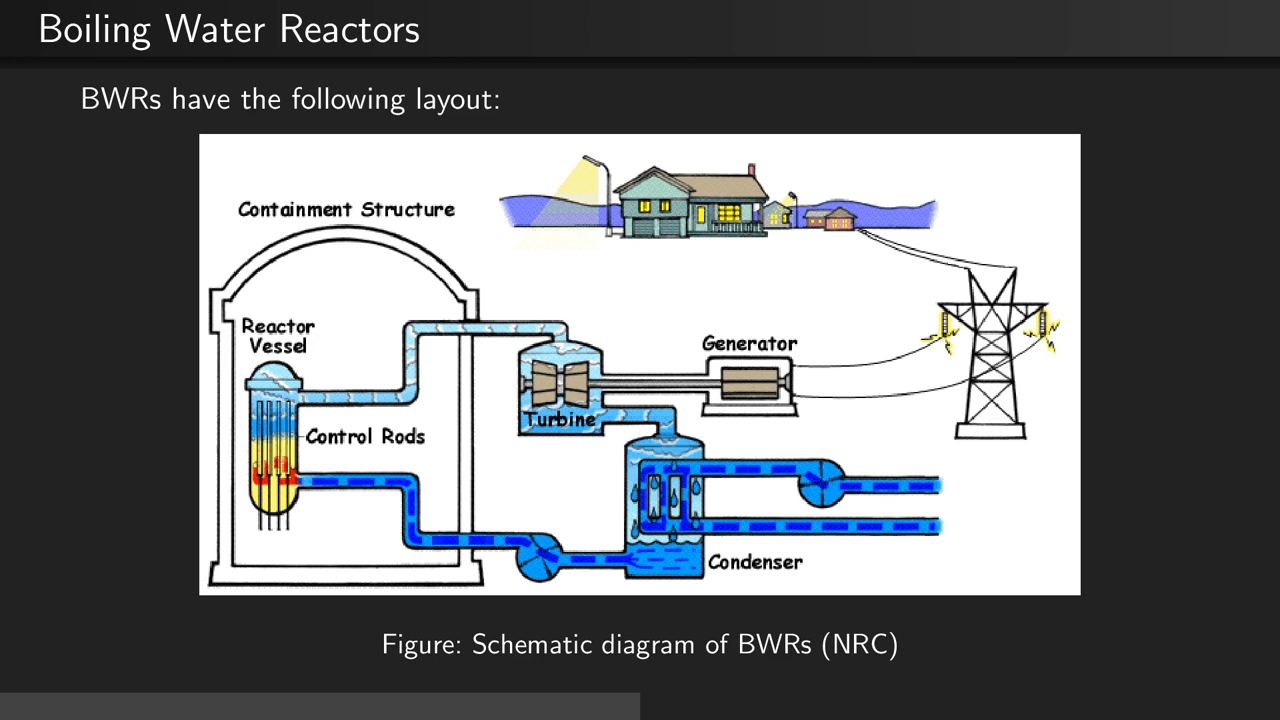 Boiling Water Reactors
BWRs have the following layout:
Containment Structure
Reactor
Vessel
Generator
Turbine
Control Rods
Condenser
Figure: Schematic diagram of BWRs (NRC)